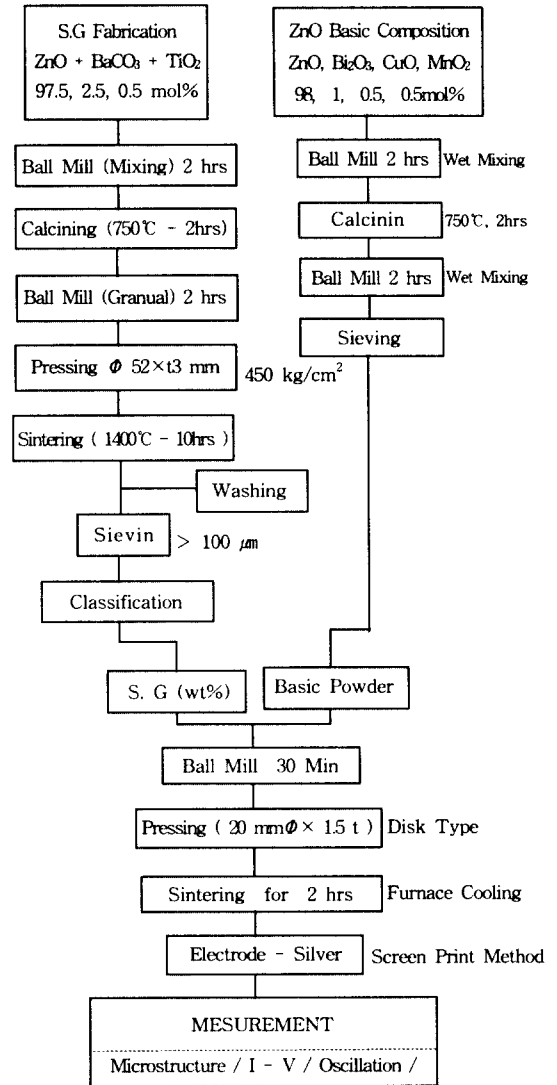 S.G Fabrication
ZnO + BaCO₃ + TiO₂
97.5, 2.5, 0.5 mol%
Ball Mill (Mixing) 2 hrs
Calcining (750℃ - 2hrs)
Ball Mill (Granual) 2 hrs
Pressing Φ 52×t3 mm
450 kg/cm²
Sintering ( 1400℃ - 10hrs )
Washing
Sievin
> 100 ㎛
Classification
S. G (wt%)
ZnO Basic Composition
ZnO, Bi₂O₃, CuO, MnO₂
98, 1, 0.5, 0.5mol%
Ball Mill 2 hrs
Wet Mixing
Calcinin
750℃, 2hrs
Ball Mill 2 hrs
Wet Mixing
Sieving
Basic Powder
Ball Mill 30 Min
Pressing ( 20 mmΦ × 1.5 t )
Disk Type
Sintering for 2 hrs
Furnace Cooling
Electrode - Silver
Screen Print Method
MESUREMENT
Microstructure / I - V / Oscillation /